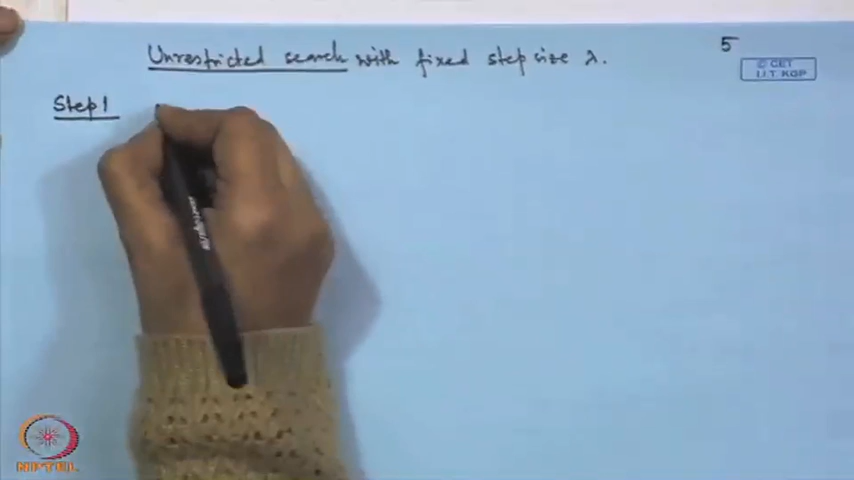 Unrestricted search with fixed step size λ.
5
© CET
I.I.T. KGP
Step 1
NPTEL